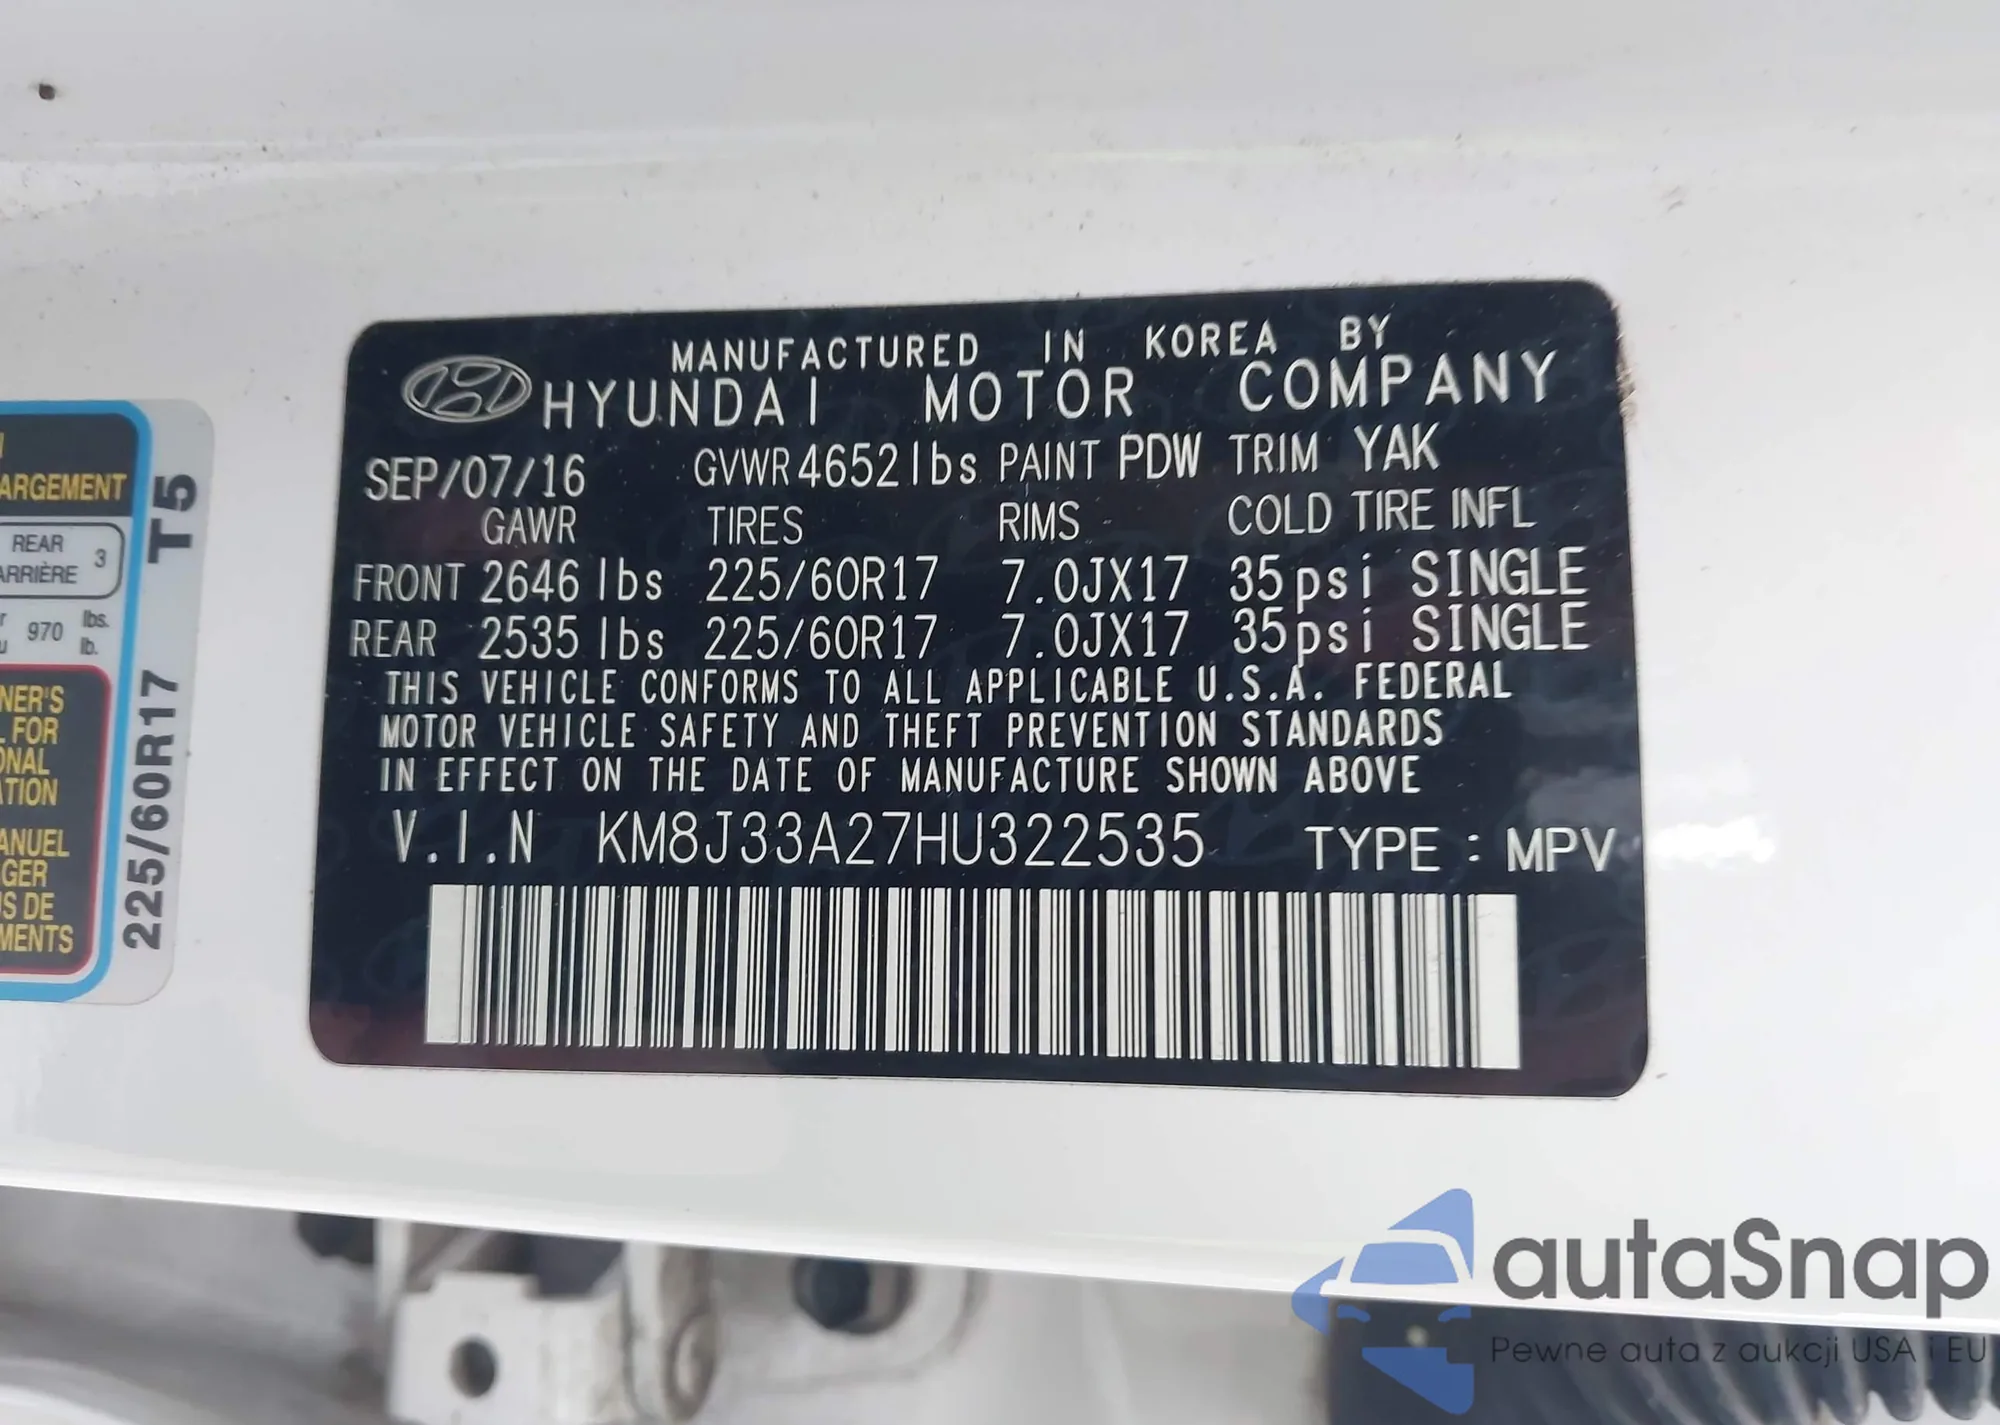 MANUFACTURED IN KOREA BY
HYUNDAI MOTOR COMPANY
SEP/07/16 GVWR 4652lbs PAINT PDW TRIM YAK
GAWR TIRES RIMS COLD TIRE INFL
FRONT 2646 lbs 225/60R17 7.0JX17 35psi SINGLE
REAR 2535 lbs 225/60R17 7.0JX17 35psi SINGLE
THIS VEHICLE CONFORMS TO ALL APPLICABLE U.S.A. FEDERAL
MOTOR VEHICLE SAFETY AND THEFT PREVENTION STANDARDS
IN EFFECT ON THE DATE OF MANUFACTURE SHOWN ABOVE
V.I.N KM8J33A27HU322535 TYPE : MPV
ARGEMENT
REAR 3
ARRIÈRE
970 lbs.
lb.
NER'S
FOR
ONAL
ATION
ANUEL
GER
S DE
MENTS
225/60R17 T5
autaSnap
Pewne auta z aukcji USA i EU